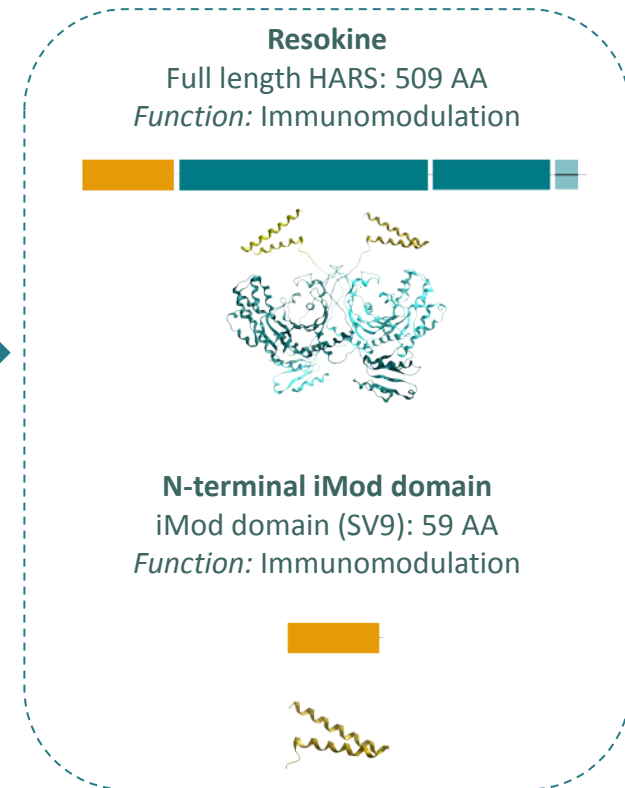 Resokine
Full length HARS: 509 AA
Function: Immunomodulation
N-terminal iMod domain
iMod domain (SV9): 59 AA
Function: Immunomodulation